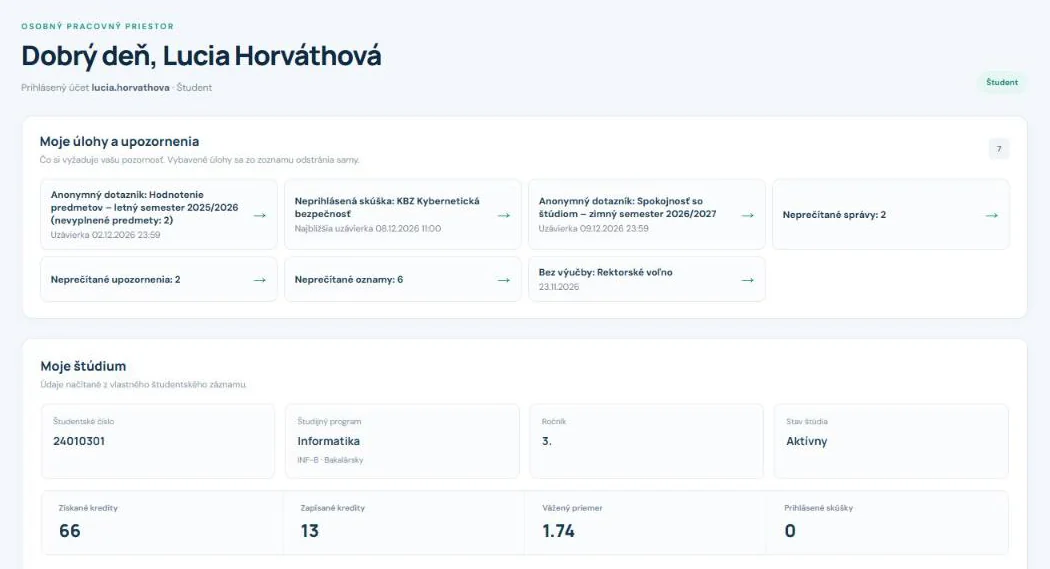 OSOBNÝ PRACOVNÝ PRIESTOR
Dobrý deň, Lucia Horváthová
Prihlásený účet lucia.horvathova · Študent
Študent
Moje úlohy a upozornenia
Čo si vyžaduje vašu pozornosť. Vybavené úlohy sa zo zoznamu odstránia samy.
7
Anonymný dotazník: Hodnotenie
predmetov – letný semester 2025/2026
(nevyplnené predmety: 2)
Uzávierka 02.12.2026 23:59
→
Neprihlásená skúška: KBZ Kybernetická
bezpečnosť
Najbližšia uzávierka 08.12.2026 11:00
→
Anonymný dotazník: Spokojnosť so
štúdiom – zimný semester 2026/2027
Uzávierka 09.12.2026 23:59
→
Neprečítané správy: 2
→
Neprečítané upozornenia: 2
→
Neprečítané oznamy: 6
→
Bez výučby: Rektorské voľno
23.11.2026
→
Moje štúdium
Údaje načítané z vlastného študentského záznamu.
Študentské číslo
24010301
Študijný program
Informatika
INF-B · Bakalársky
Ročník
3.
Stav štúdia
Aktívny
Získané kredity
66
Zapísané kredity
13
Vážený priemer
1.74
Prihlásené skúšky
0